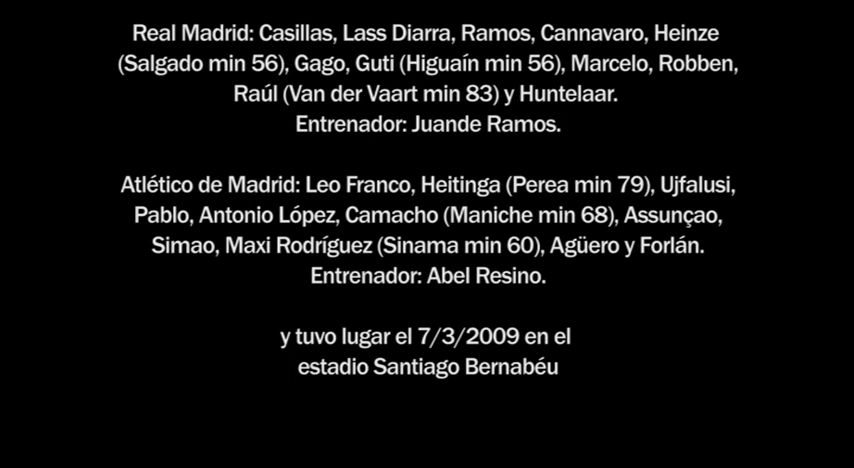 Real Madrid: Casillas, Lass Diarra, Ramos, Cannavaro, Heinze
(Salgado min 56), Gago, Guti (Higuaín min 56), Marcelo, Robben,
Raúl (Van der Vaart min 83) y Huntelaar.
Entrenador: Juande Ramos.
Atlético de Madrid: Leo Franco, Heitinga (Perea min 79), Ujfalusi,
Pablo, Antonio López, Camacho (Maniche min 68), Assunçao,
Simao, Maxi Rodríguez (Sinama min 60), Agüero y Forlán.
Entrenador: Abel Resino.
y tuvo lugar el 7/3/2009 en el
estadio Santiago Bernabéu